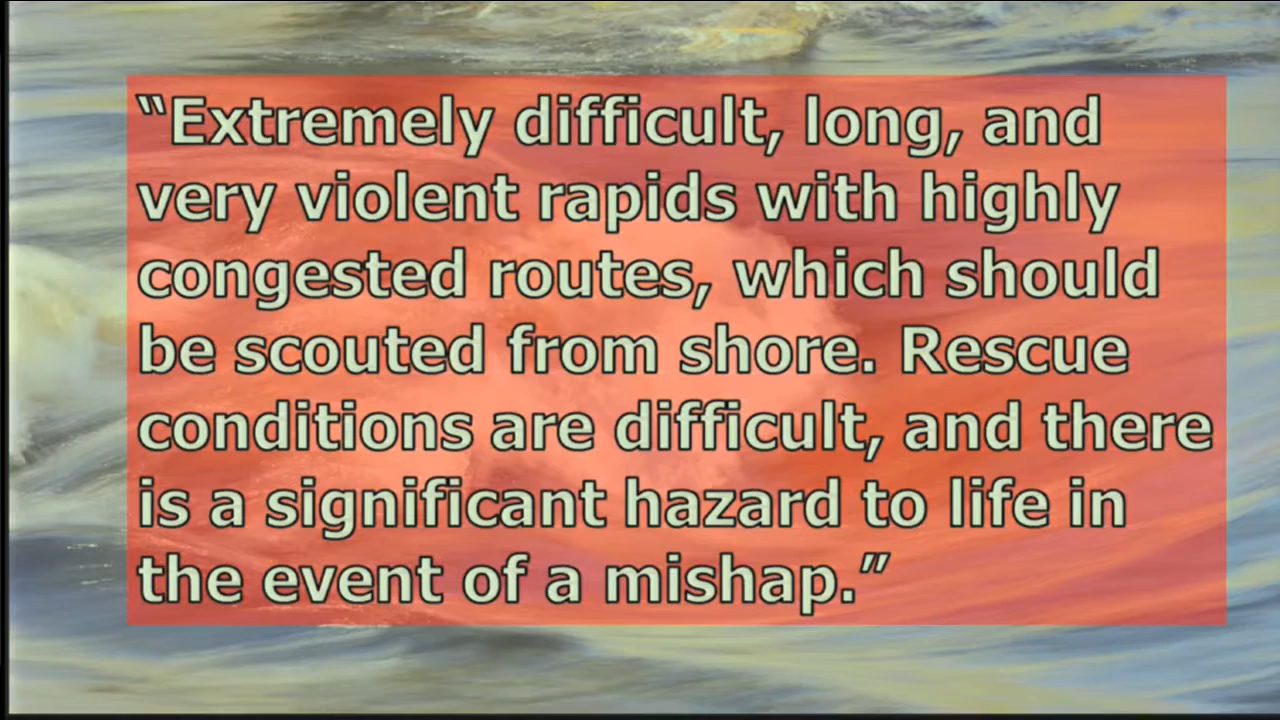 “Extremely difficult, long, and
very violent rapids with highly
congested routes, which should
be scouted from shore. Rescue
conditions are difficult, and there
is a significant hazard to life in
the event of a mishap.”